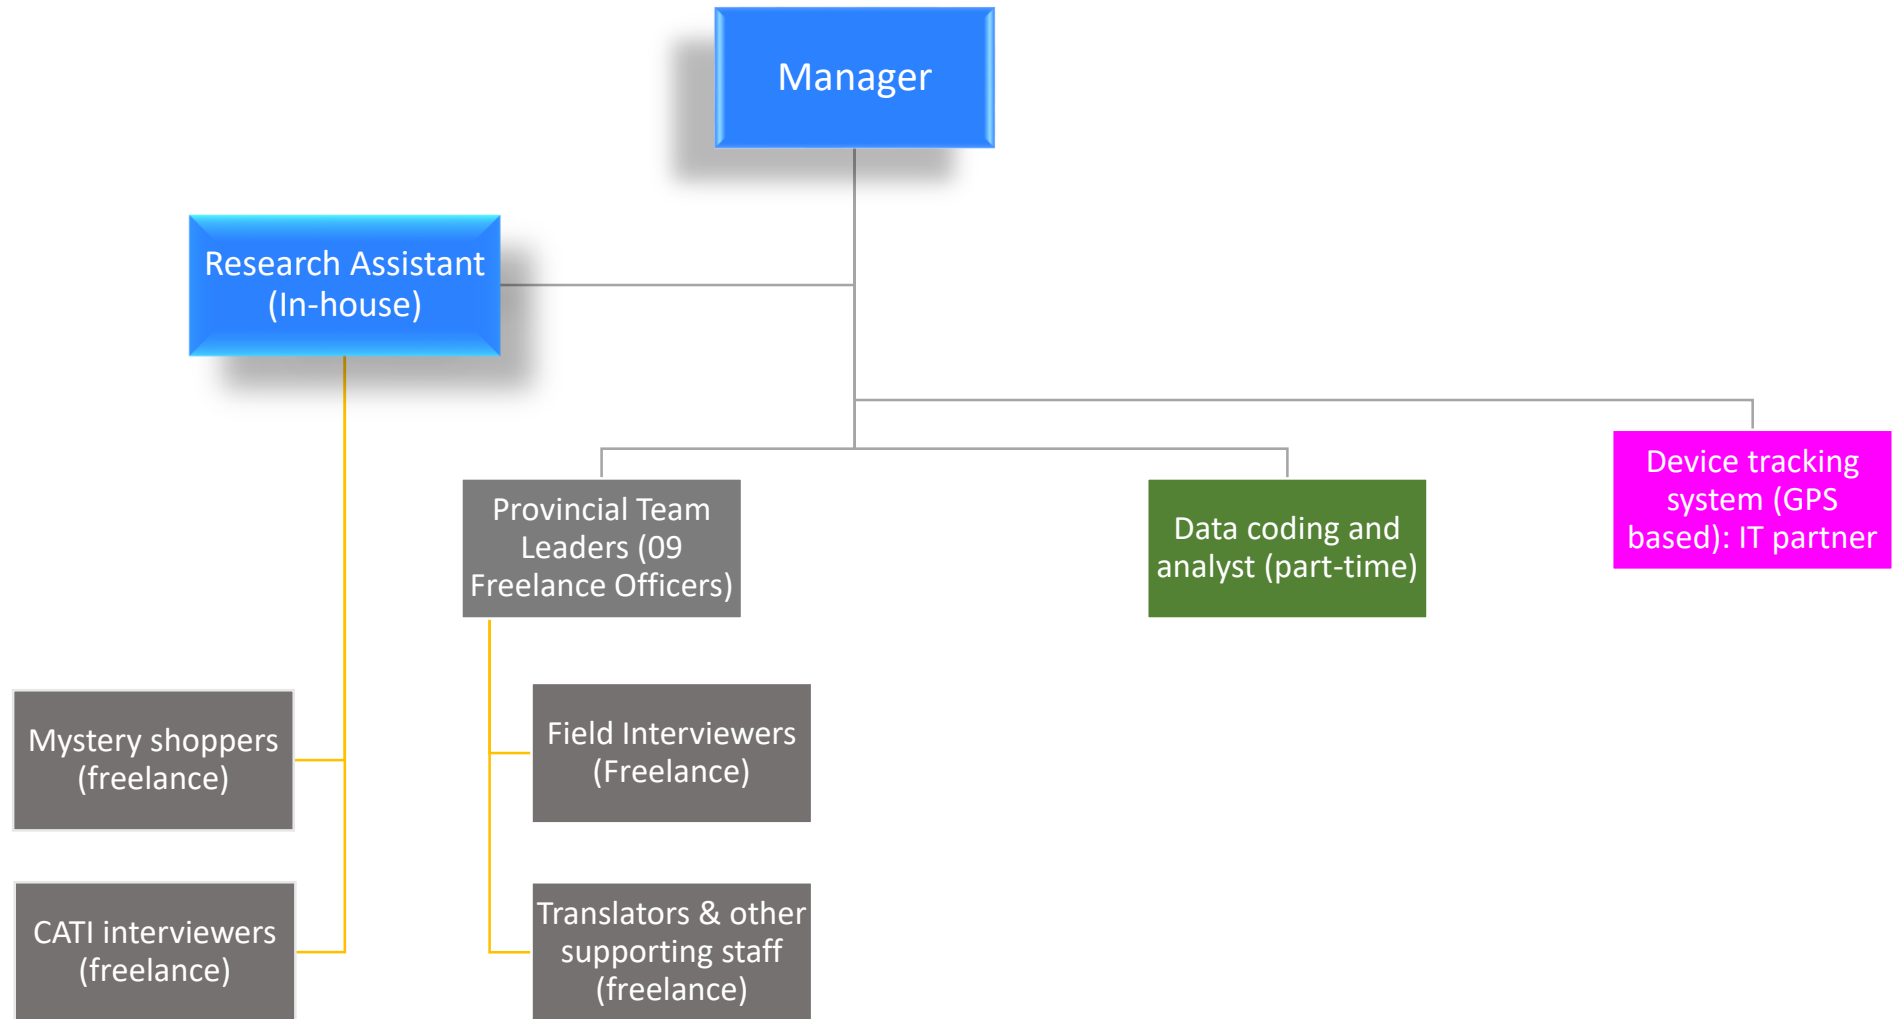 Manager
Research Assistant
(In-house)
Device tracking
system (GPS
based): IT partner
Provincial Team
Leaders (09
Freelance Officers)
Data coding and
analyst (part-time)
Mystery shoppers
(freelance)
Field Interviewers
(Freelance)
CATI interviewers
(freelance)
Translators & other
supporting staff
(freelance)